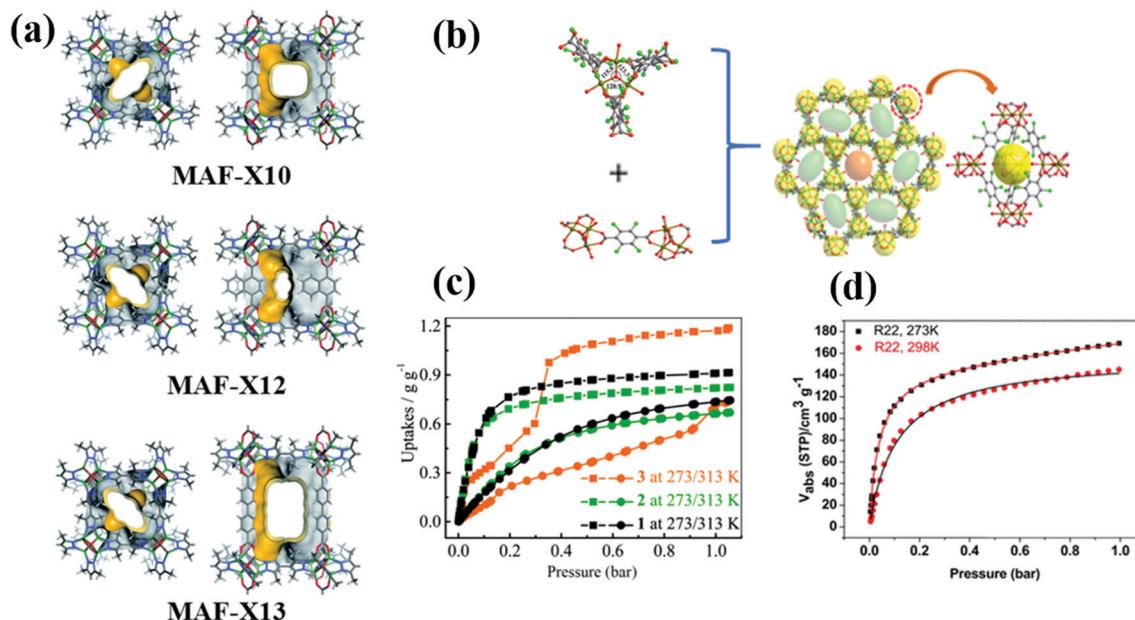 (a)
MAF-X10
MAF-X12
MAF-X13
(b)
+
(c)
1.2
0.9
0.6
0.3
0.0
Uptakes / g g⁻¹
3 at 273/313 K
2 at 273/313 K
1 at 273/313 K
0.0 0.2 0.4 0.6 0.8 1.0
Pressure (bar)
(d)
R22, 273K
R22, 298K
180
160
140
120
100
80
60
40
20
0
V_abs (STP)/cm³ g⁻¹
0.0 0.2 0.4 0.6 0.8 1.0
Pressure (bar)